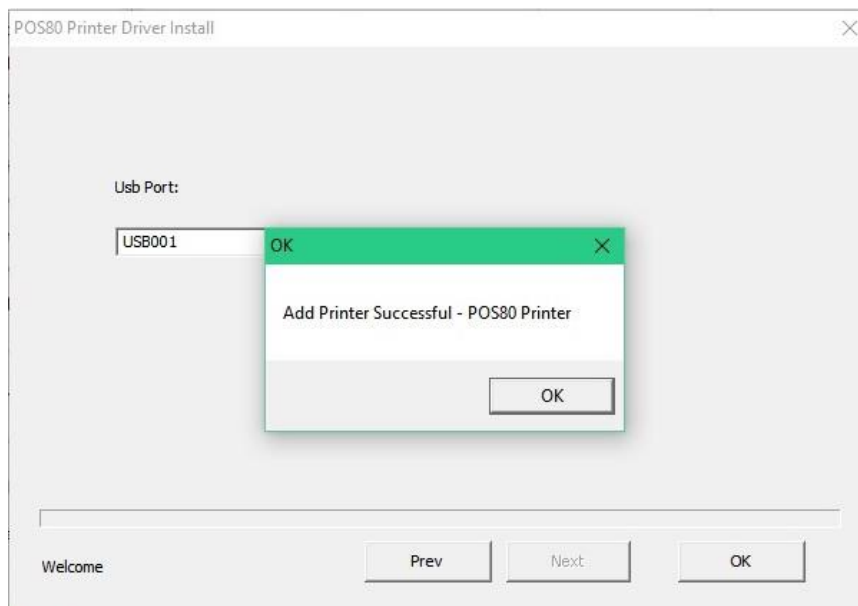 POS80 Printer Driver Install
Usb Port:
USB001
OK
Add Printer Successful - POS80 Printer
OK
Welcome
Prev
Next
OK